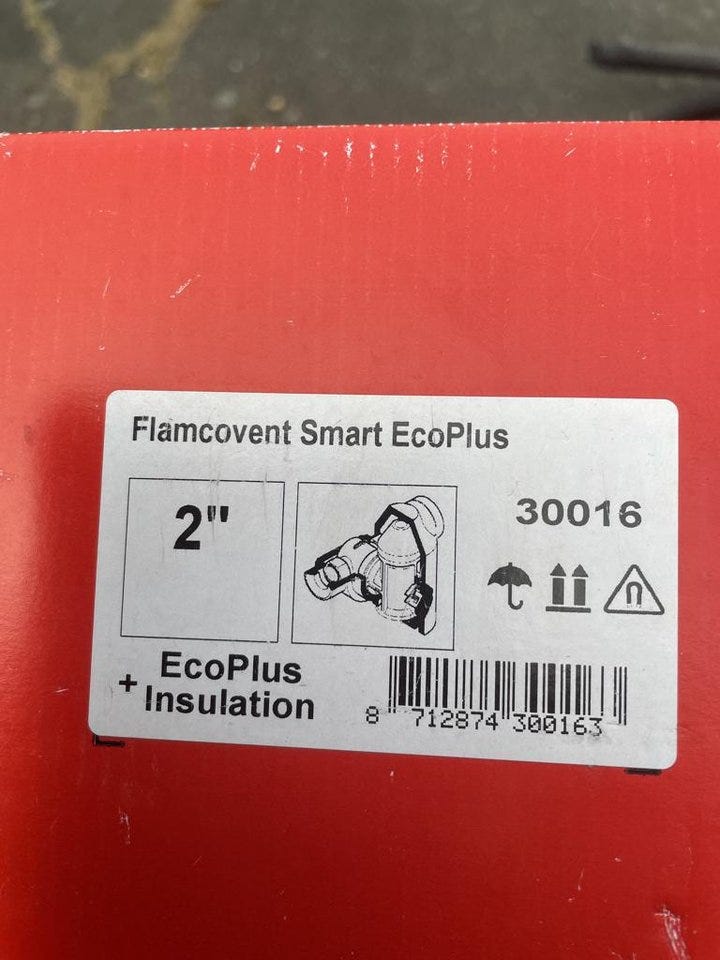 Flamcovent Smart EcoPlus
2"
30016
+ EcoPlus
Insulation
8 712874 300163